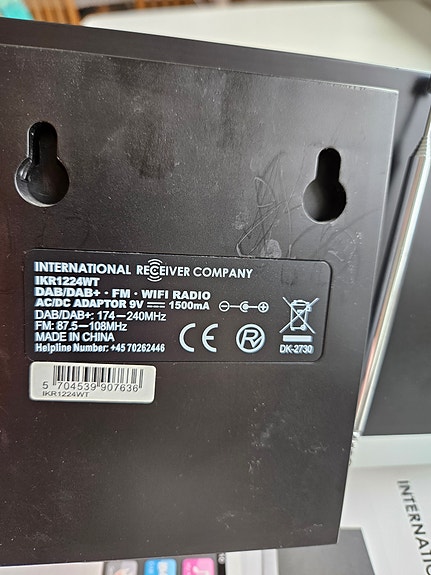 INTERNATIONAL RECEIVER COMPANY
IKR1224WT
DAB/DAB+ · FM · WIFI RADIO
AC/DC ADAPTOR 9V 1500mA
DAB/DAB+: 174—240MHz
FM: 87.5—108MHz
MADE IN CHINA
Helpline Number: +45 70262446
CE
R
DK-2730
5 704539 907636
IKR1224WT
INTERNATIO